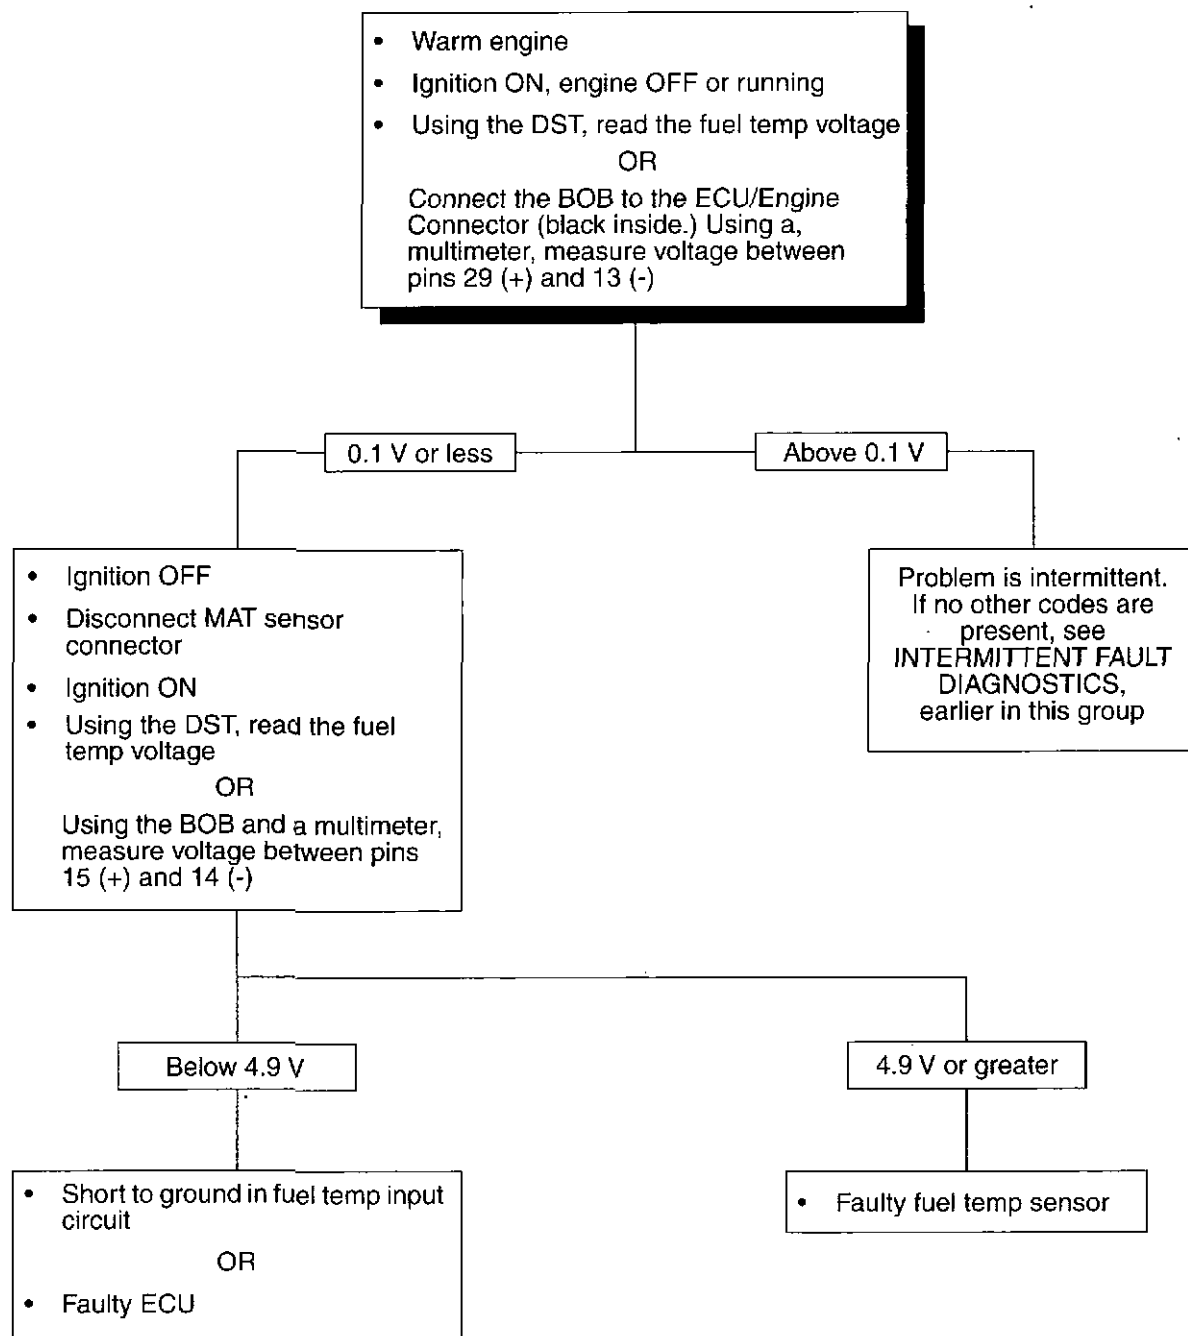 • Warm engine
• Ignition ON, engine OFF or running
• Using the DST, read the fuel temp voltage
OR
Connect the BOB to the ECU/Engine
Connector (black inside.) Using a,
multimeter, measure voltage between
pins 29 (+) and 13 (-)
0.1 V or less
Above 0.1 V
• Ignition OFF
• Disconnect MAT sensor
connector
• Ignition ON
• Using the DST, read the fuel
temp voltage
OR
Using the BOB and a multimeter,
measure voltage between pins
15 (+) and 14 (-)
Problem is intermittent.
If no other codes are
present, see
INTERMITTENT FAULT
DIAGNOSTICS,
earlier in this group
Below 4.9 V
4.9 V or greater
• Short to ground in fuel temp input
circuit
OR
• Faulty ECU
• Faulty fuel temp sensor